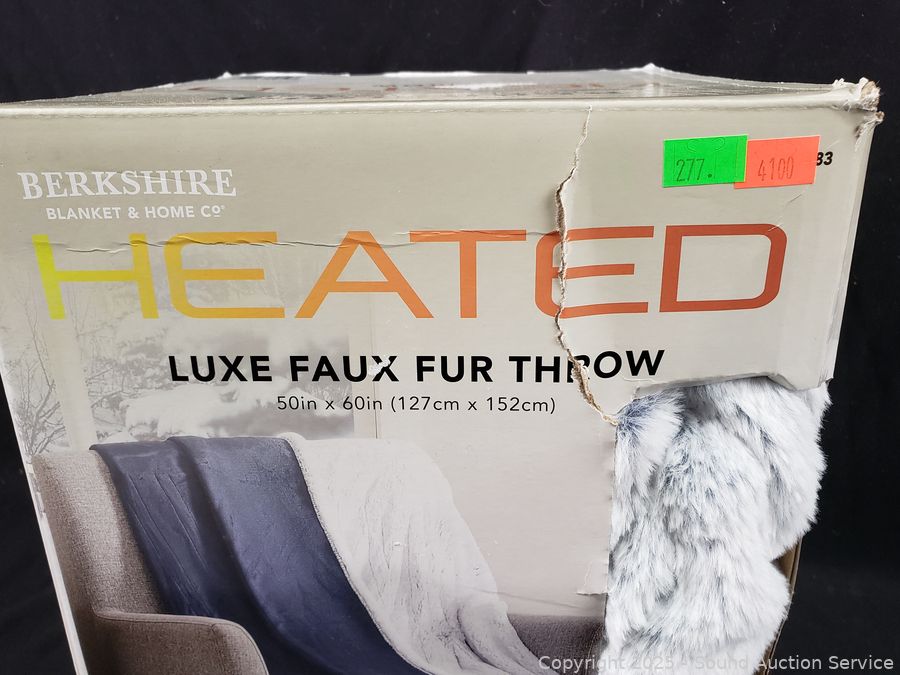 BERKSHIRE
BLANKET & HOME Cº®
277.
4100
33
HEATED
LUXE FAUX FUR THROW
50in x 60in (127cm x 152cm)
Copyright 2025 - Sound Auction Service